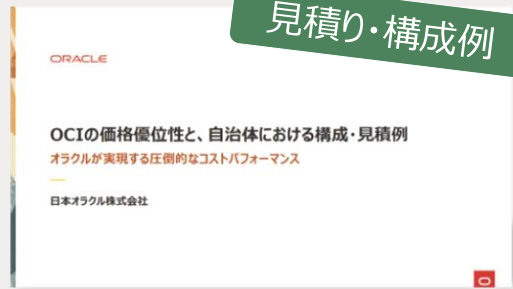 見積り・構成例
ORACLE
OCIの価格優位性と、自治体における構成・見積例
オラクルが実現する圧倒的なコストパフォーマンス
日本オラクル株式会社